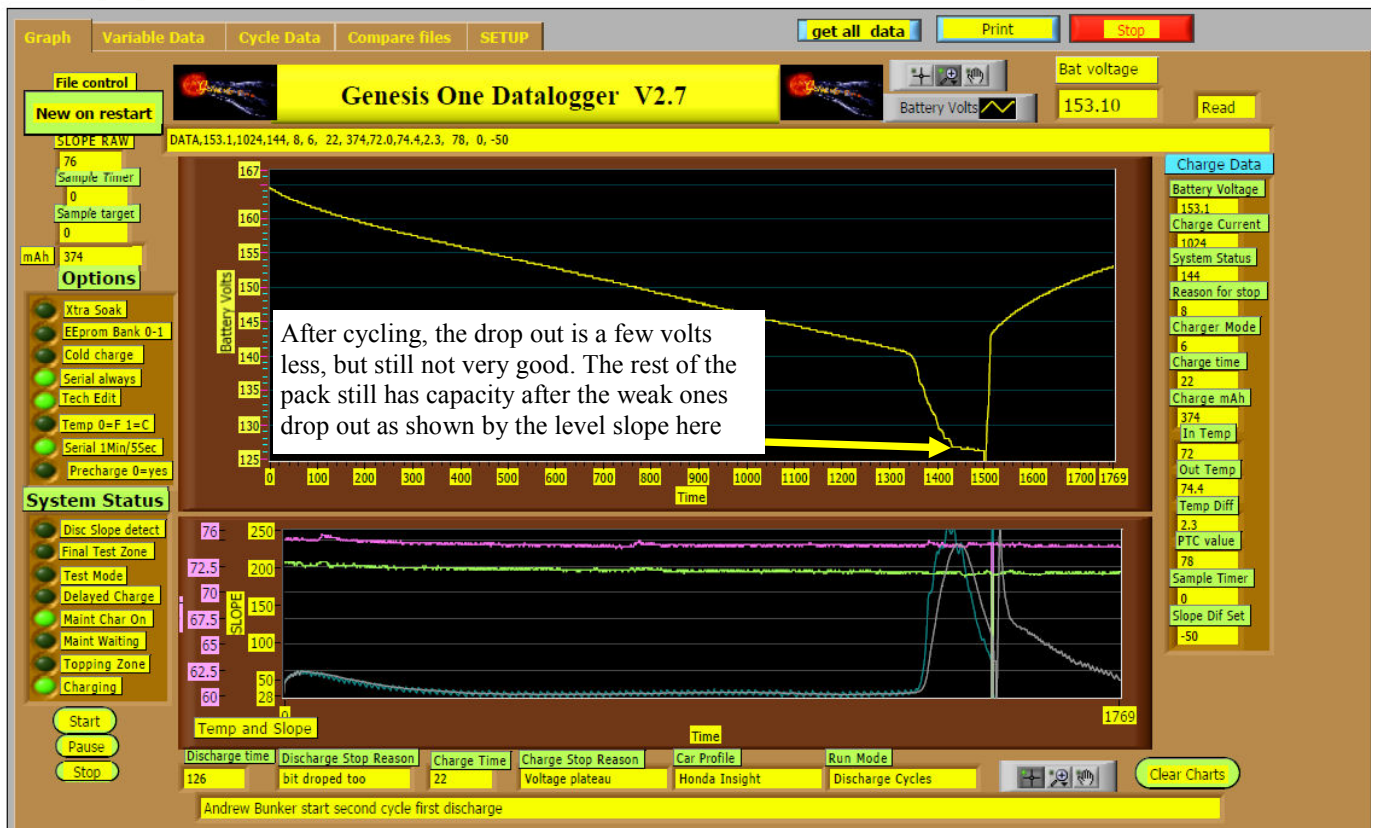 Graph Variable Data Cycle Data Compare files SETUP
get all data Print Stop
File control
New on restart
Genesis One Datalogger V2.7
Battery Volts
Bat voltage
153.10
Read
DATA,153.1,1024,144, 8, 6, 22, 374,72.0,74.4,2.3, 78, 0, -50
SLOPE RAW
76
Sample Timer
0
Sample target
0
mAh 374
Options
Xtra Soak
EEprom Bank 0-1
Cold charge
Serial always
Tech Edit
Temp 0=F 1=C
Serial 1Min/5Sec
Precharge 0=yes
System Status
Disc Slope detect
Final Test Zone
Test Mode
Delayed Charge
Maint Char On
Maint Waiting
Topping Zone
Charging
Start
Pause
Stop
Battery Volts
167
160
155
150
145
140
135
130
125
After cycling, the drop out is a few volts
less, but still not very good. The rest of the
pack still has capacity after the weak ones
drop out as shown by the level slope here
0 100 200 300 400 500 600 700 800 900 1000 1100 1200 1300 1400 1500 1600 1700 1769
Time
76
72.5
70
67.5
65
62.5
60
SLOPE
250
200
150
100
50
28
0 1769
Temp and Slope
Time
Charge Data
Battery Voltage
153.1
Charge Current
1024
System Status
144
Reason for stop
8
Charger Mode
6
Charge time
22
Charge mAh
374
In Temp
72
Out Temp
74.4
Temp Diff
2.3
PTC value
78
Sample Timer
0
Slope Dif Set
-50
Discharge time Discharge Stop Reason Charge Time Charge Stop Reason Car Profile Run Mode
126 bit droped too 22 Voltage plateau Honda Insight Discharge Cycles
Clear Charts
Andrew Bunker start second cycle first discharge